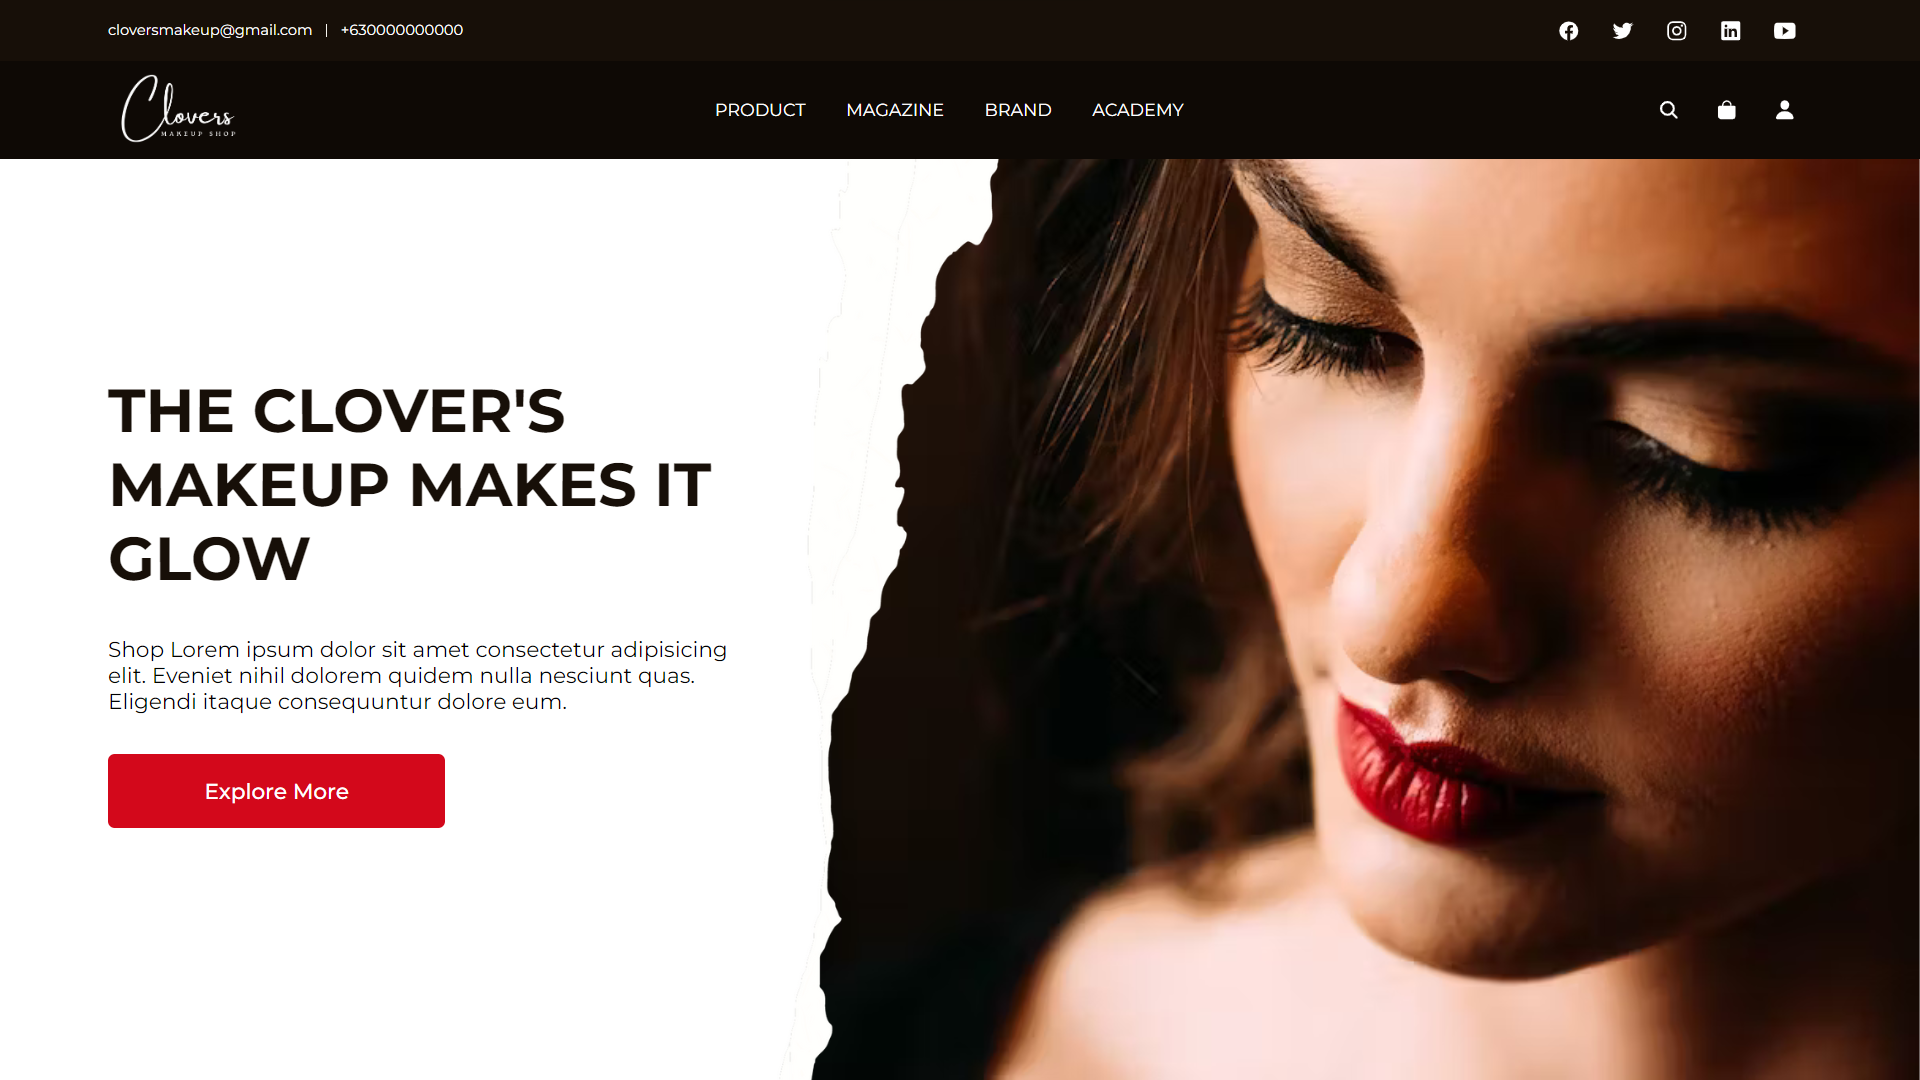 cloversmakeup@gmail.com | +630000000000
Clovers
MAKEUP SHOP
PRODUCT MAGAZINE BRAND ACADEMY
THE CLOVER'S
MAKEUP MAKES IT
GLOW
Shop Lorem ipsum dolor sit amet consectetur adipisicing
elit. Eveniet nihil dolorem quidem nulla nesciunt quas.
Eligendi itaque consequuntur dolore eum.
Explore More